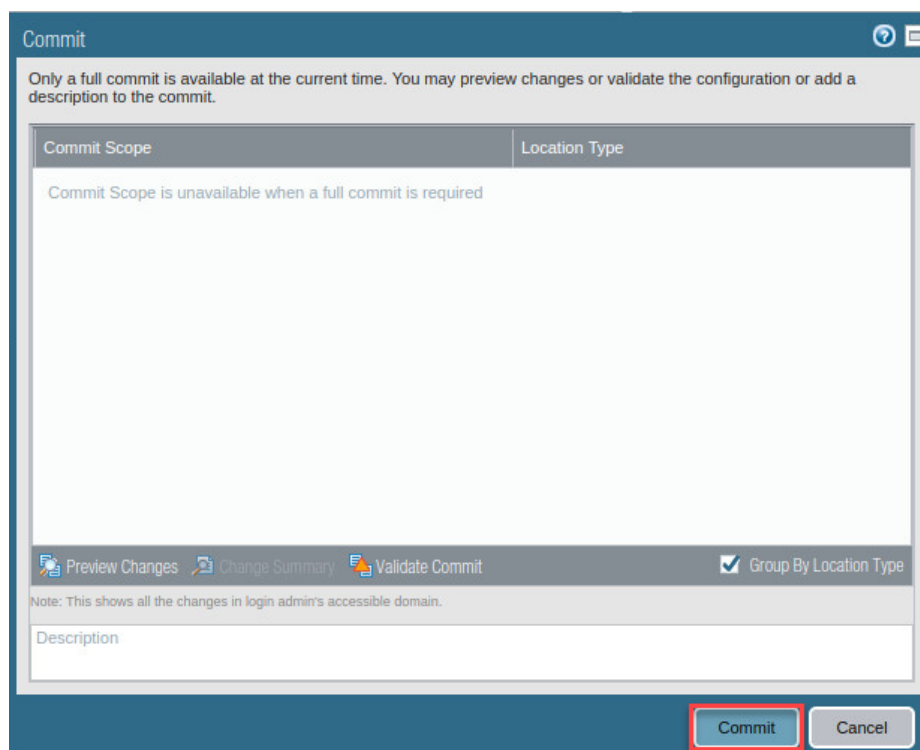 Commit
Only a full commit is available at the current time. You may preview changes or validate the configuration or add a
description to the commit.
Commit Scope Location Type
Commit Scope is unavailable when a full commit is required
Preview Changes Change Summary Validate Commit Group By Location Type
Note: This shows all the changes in login admin's accessible domain.
Description
Commit Cancel